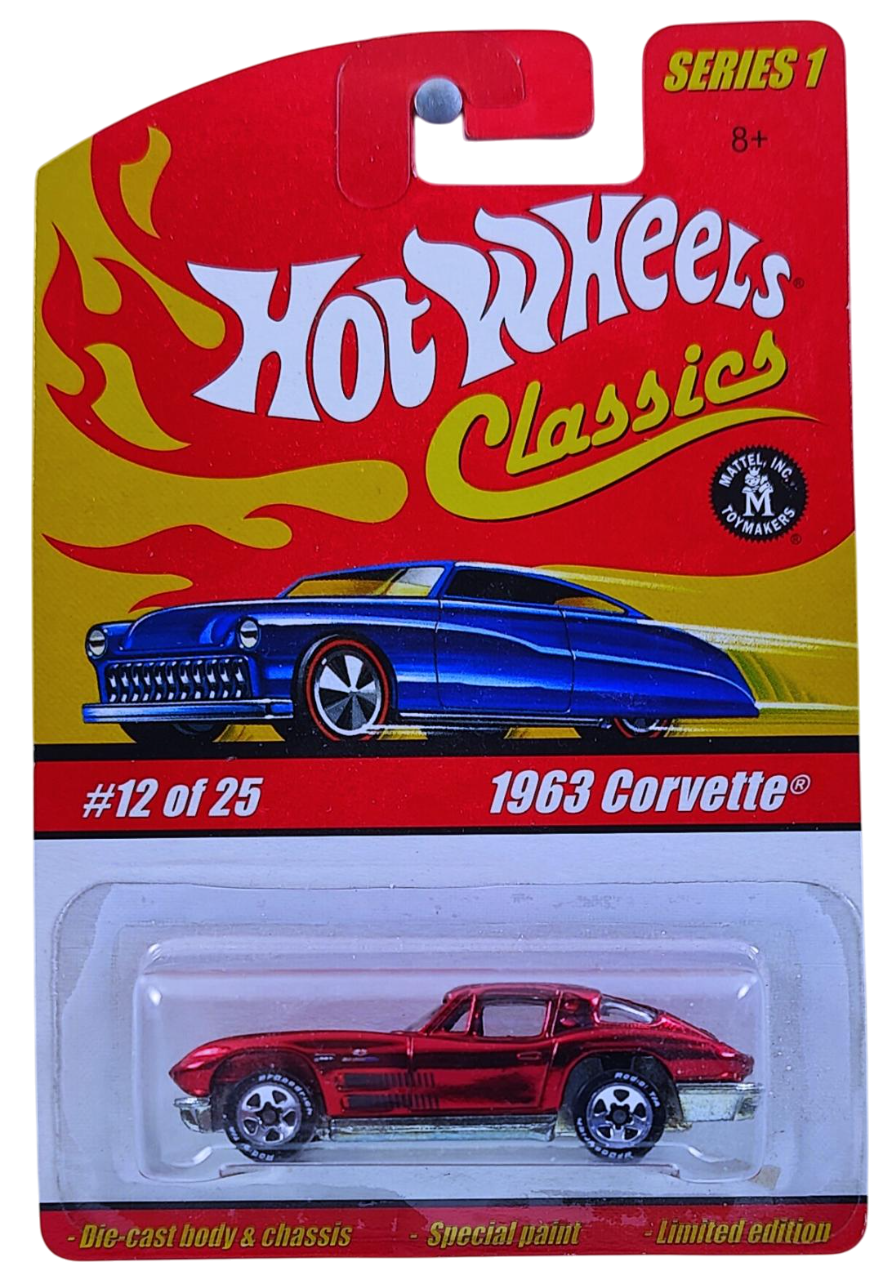 SERIES 1
8+
Hot Wheels®
Classics
MATTEL, INC.
M
TOYMAKERS
®
#12 of 25
1963 Corvette®
- Die-cast body & chassis
- Special paint
- Limited edition